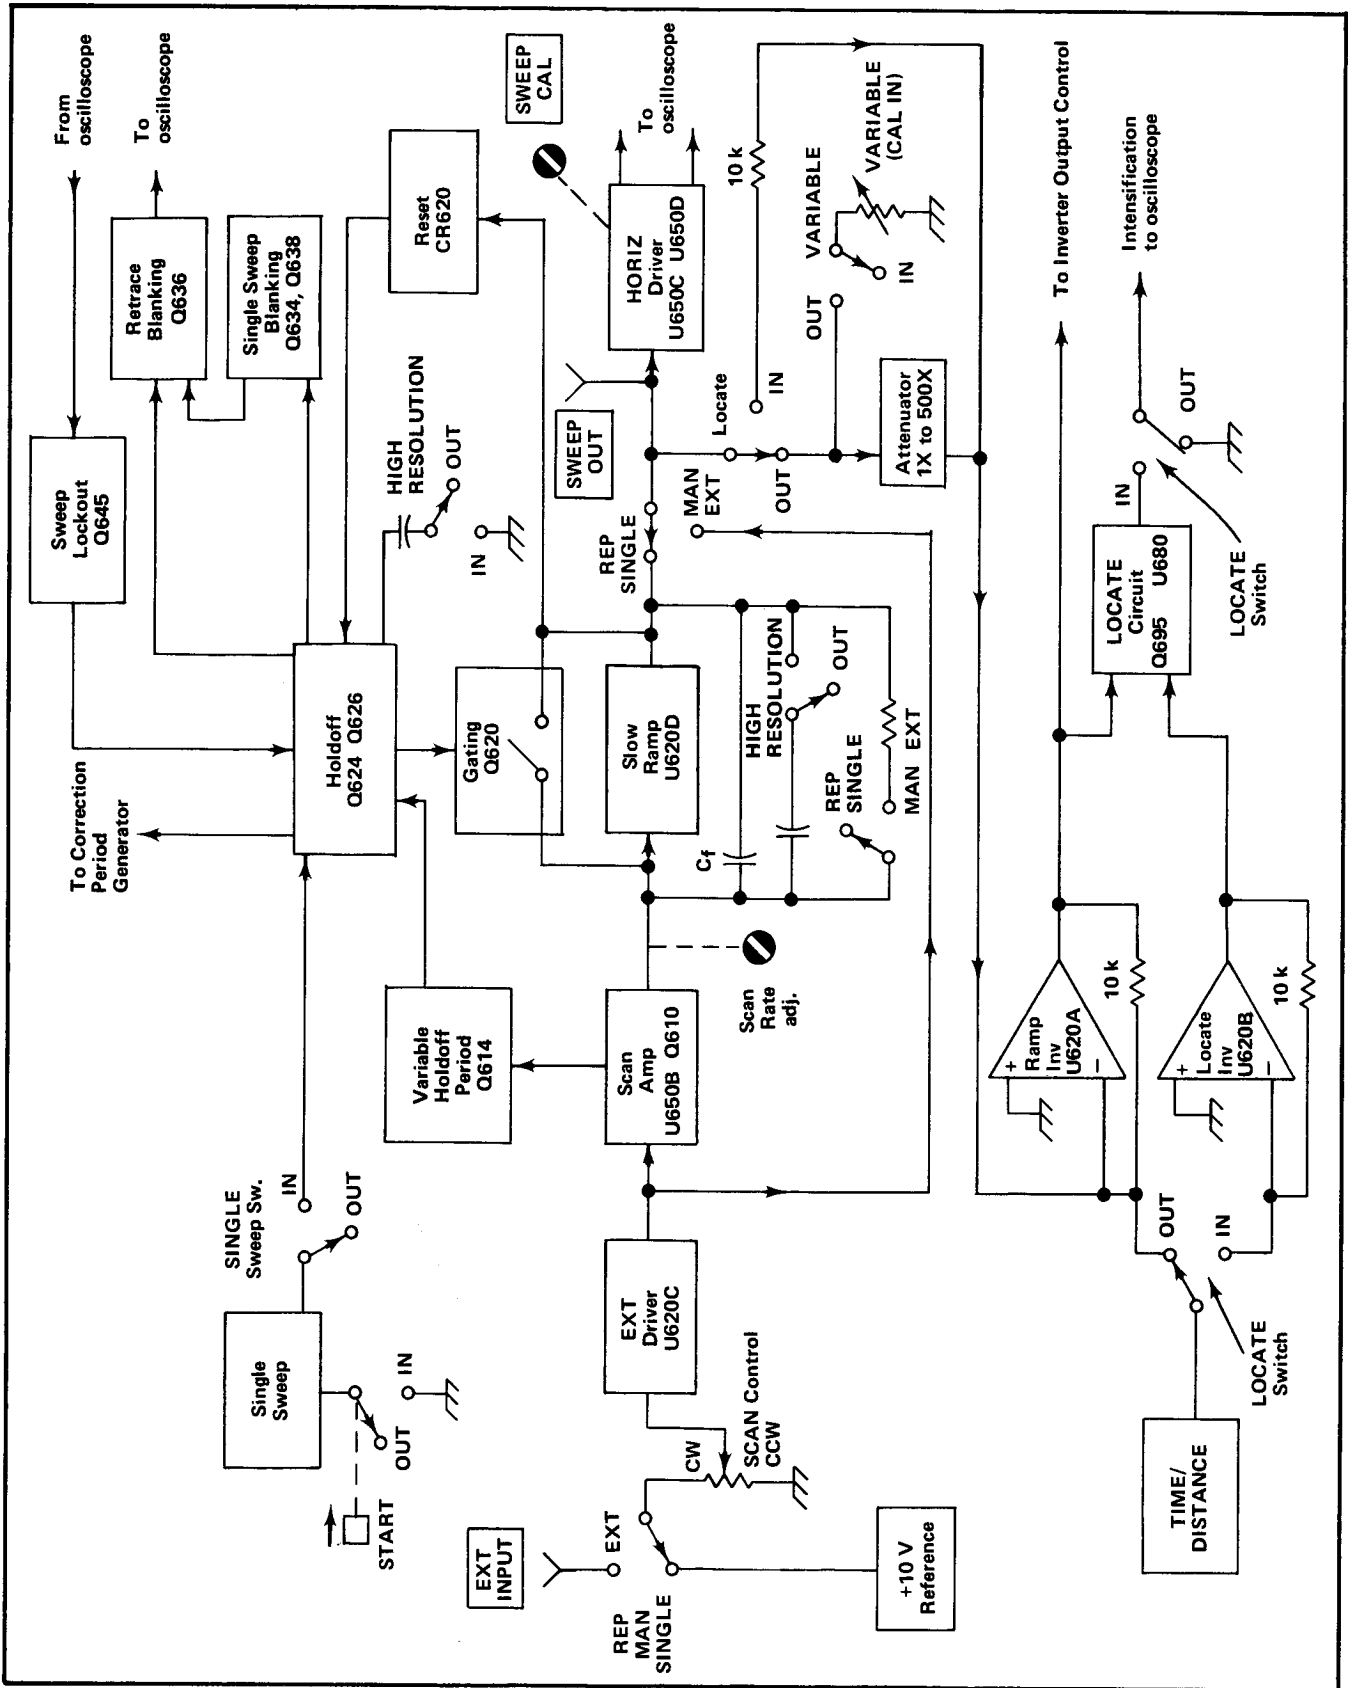 From
oscilloscope
To
oscilloscope
Sweep
Lockout
Q645
Retrace
Blanking
Q636
Single Sweep
Blanking
Q634, Q638
Reset
CR620
SWEEP
CAL
To Correction
Period
Generator
Holdoff
Q624 Q626
HIGH
RESOLUTION
OUT
IN
Gating
Q620
SWEEP
OUT
HORIZ
Driver
U650C U650D
To
oscilloscope
SINGLE
Sweep Sw.
IN
OUT
Single
Sweep
OUT
IN
START
Variable
Holdoff
Period
Q614
Slow
Ramp
U620D
REP
SINGLE
MAN
EXT
Locate
IN
OUT
10 k
OUT
VARIABLE
IN
VARIABLE
(CAL IN)
Attenuator
1X to 500X
EXT
INPUT
EXT
REP
MAN
SINGLE
CW
SCAN Control
CCW
+10 V
Reference
EXT
Driver
U620C
Scan
Amp
U650B Q610
Scan
Rate
adj.
Cf
HIGH
RESOLUTION
OUT
REP
SINGLE
MAN EXT
To Inverter Output Control
TIME/
DISTANCE
LOCATE
Switch
OUT
IN
+
Ramp
Inv
U620A
−
10 k
+
Locate
Inv
U620B
−
10 k
LOCATE
Circuit
Q695 U680
IN
OUT
LOCATE
Switch
Intensification
to oscilloscope